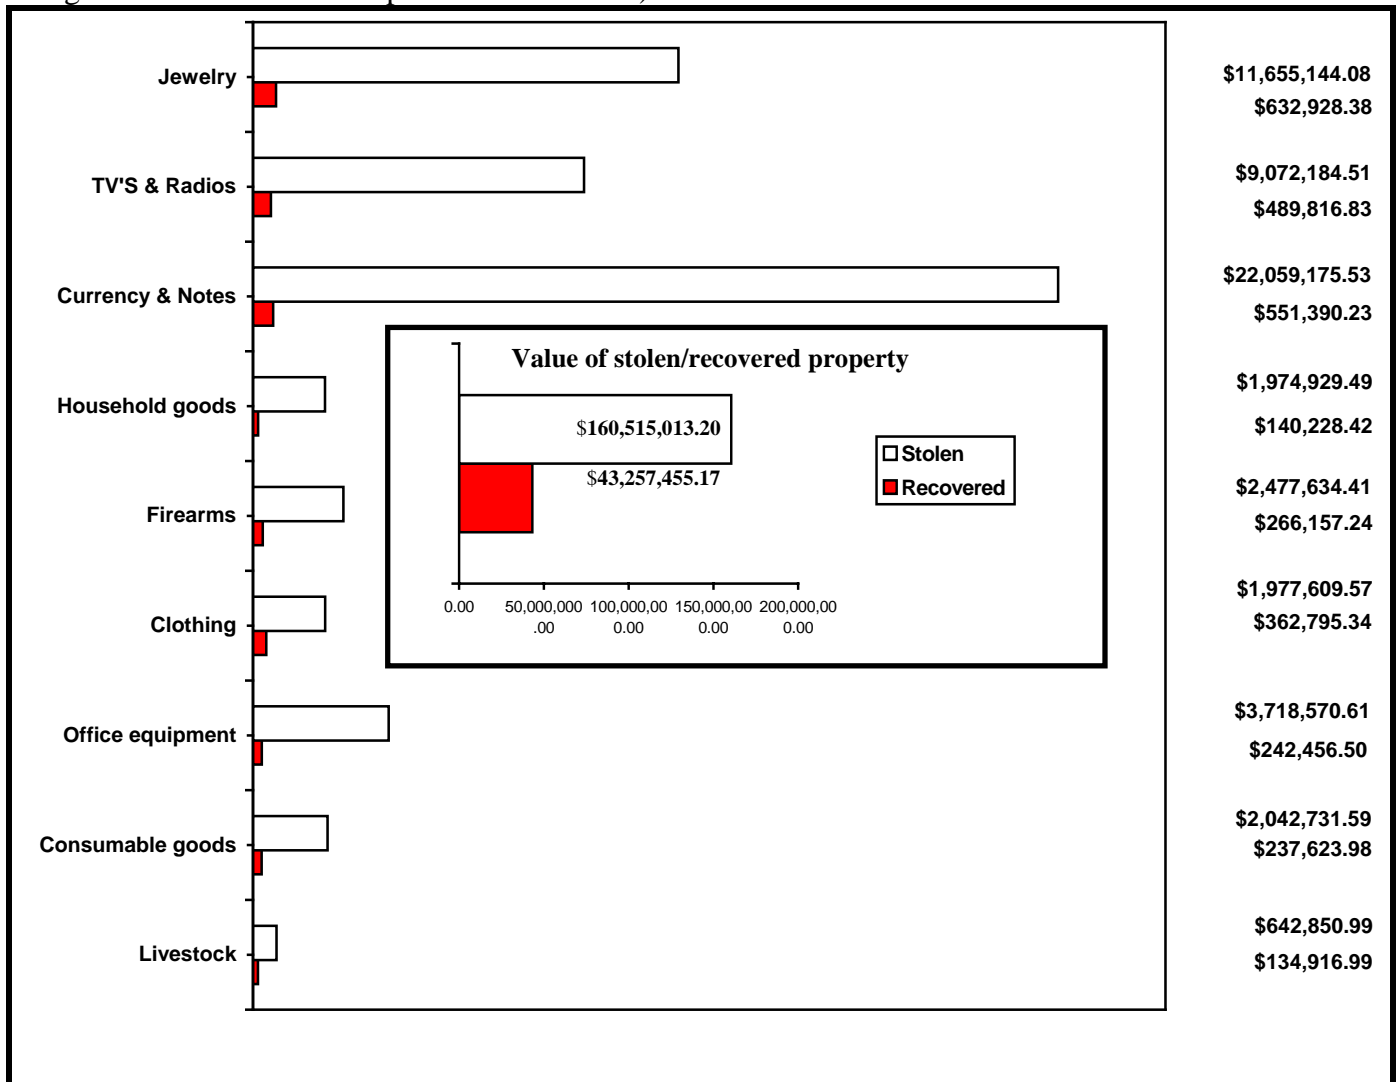 Jewelry
$11,655,144.08
$632,928.38
TV'S & Radios
$9,072,184.51
$489,816.83
Currency & Notes
$22,059,175.53
$551,390.23
Household goods
$1,974,929.49
$140,228.42
Firearms
$2,477,634.41
$266,157.24
Clothing
$1,977,609.57
$362,795.34
Office equipment
$3,718,570.61
$242,456.50
Consumable goods
$2,042,731.59
$237,623.98
Livestock
$642,850.99
$134,916.99
Value of stolen/recovered property
$160,515,013.20
$43,257,455.17
Stolen
Recovered
0.00 50,000,000 100,000,00 150,000,00 200,000,00
.00 0.00 0.00 0.00